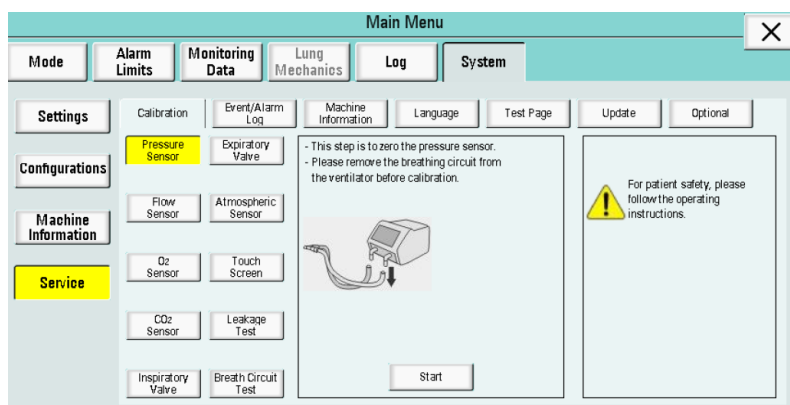 Main Menu
Mode
Alarm
Limits
Monitoring
Data
Lung
Mechanics
Log
System
Settings
Configurations
Machine
Information
Service
Calibration
Event/Alarm
Log
Machine
Information
Language
Test Page
Update
Optional
Pressure
Sensor
Expiratory
Valve
Flow
Sensor
Atmospheric
Sensor
O2
Sensor
Touch
Screen
CO2
Sensor
Leakage
Test
Inspiratory
Valve
Breath Circuit
Test
- This step is to zero the pressure sensor.
- Please remove the breathing circuit from
the ventilator before calibration.
Start
For patient safety, please
follow the operating
instructions.